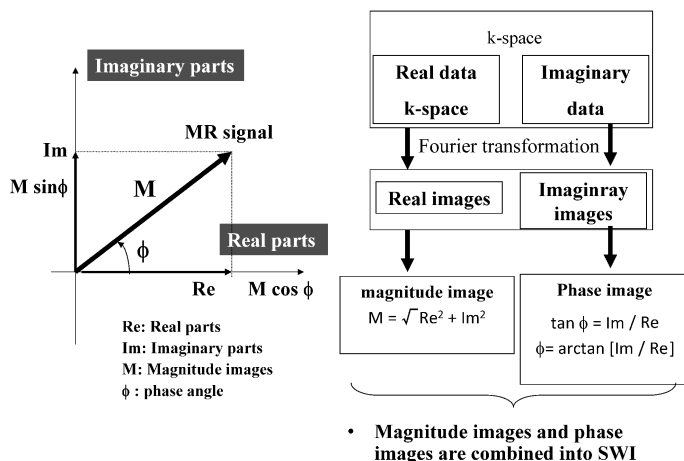 Imaginary parts
MR signal
Im
M sinϕ
M
ϕ
Real parts
Re
M cos ϕ
Re: Real parts
Im: Imaginary parts
M: Magnitude images
ϕ : phase angle
k-space
Real data
k-space
Imaginary
data
Fourier transformation
Real images
Imaginray
images
magnitude image
M = √Re² + Im²
Phase image
tan ϕ = Im / Re
ϕ= arctan [Im / Re]
• Magnitude images and phase
images are combined into SWI